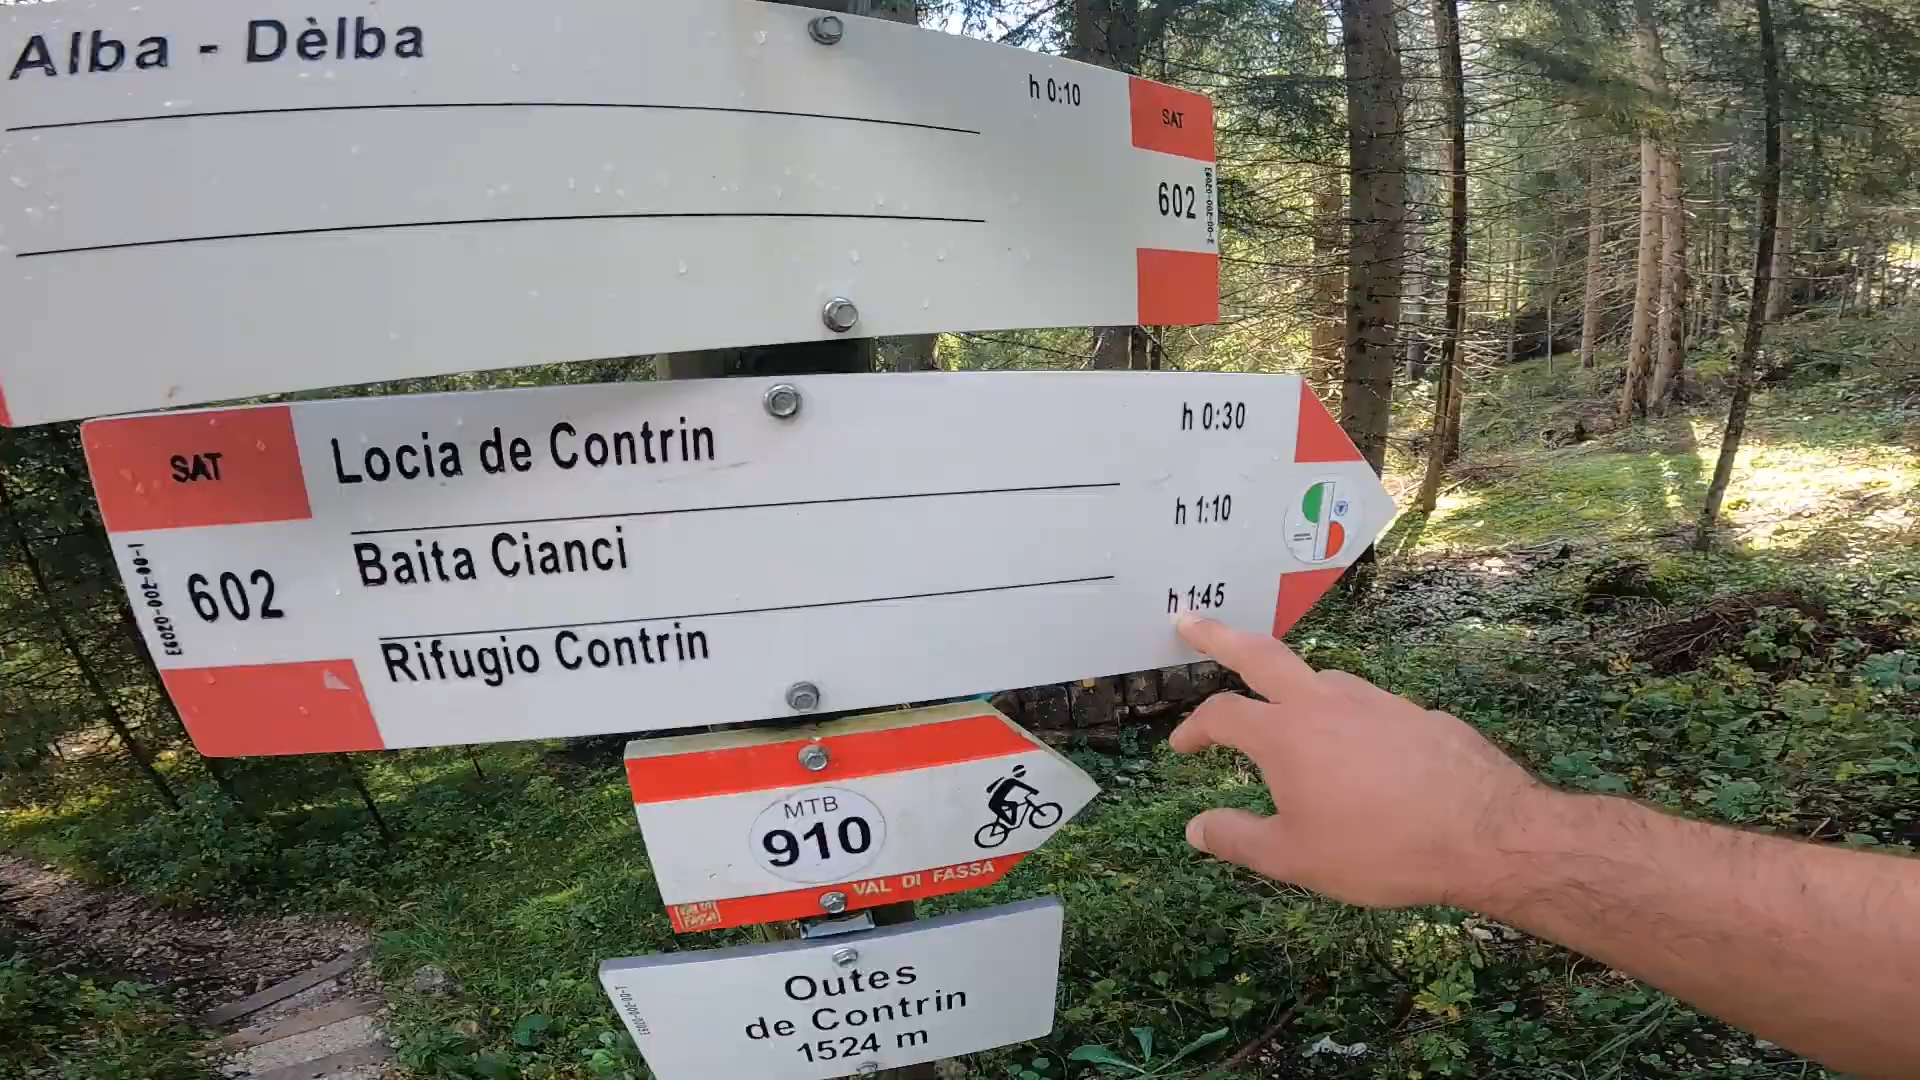 Alba - Dèlba
h 0:10
SAT
602
Locia de Contrin
h 0:30
SAT
Baita Cianci
h 1:10
602
Rifugio Contrin
h 1:45
MTB
910
VAL DI FASSA
Outes
de Contrin
1524 m